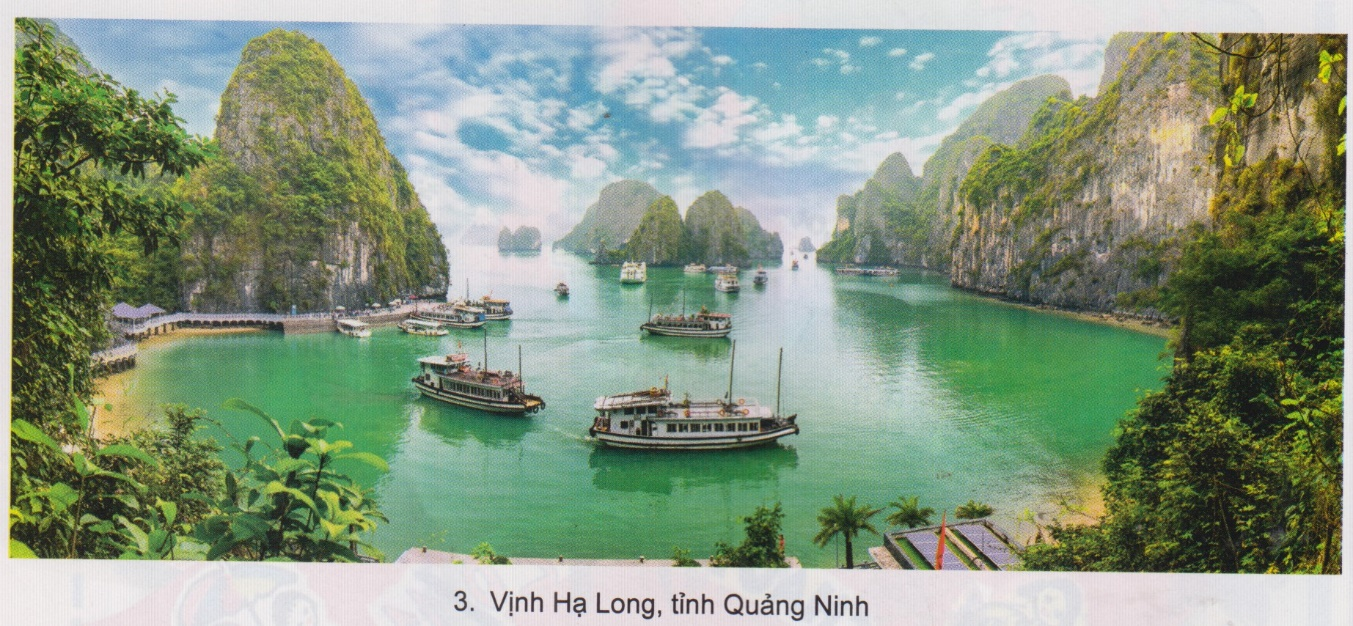 3. Vịnh Hạ Long, tỉnh Quảng Ninh